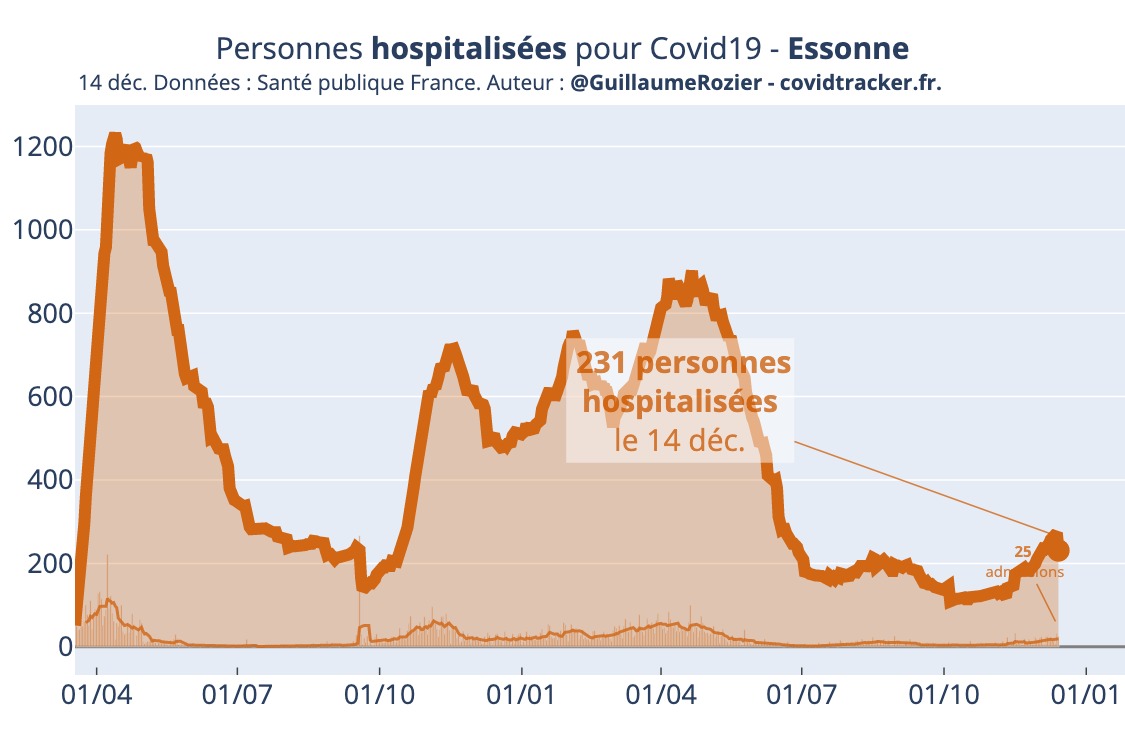 Personnes hospitalisées pour Covid19 - Essonne
14 déc. Données : Santé publique France. Auteur : @GuillaumeRozier - covidtracker.fr.
1200
1000
800
600
400
200
0
231 personnes
hospitalisées
le 14 déc.
25
admissions
01/04
01/07
01/10
01/01
01/04
01/07
01/10
01/01